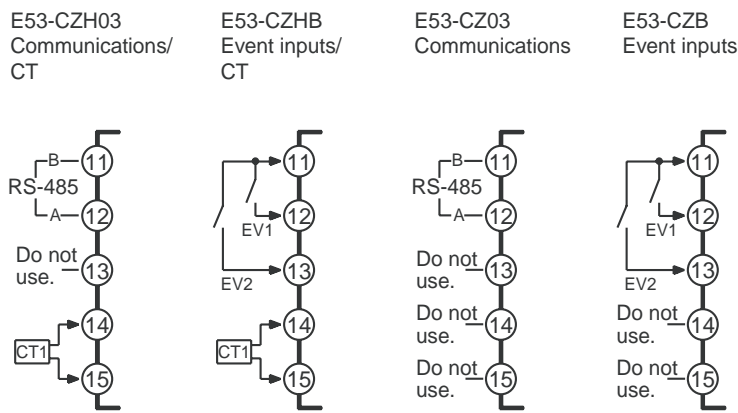 E53-CZH03
Communications/
CT
B
11
RS-485
A
12
Do not
use.
13
14
CT1
15
E53-CZHB
Event inputs/
CT
11
12
EV1
13
EV2
14
CT1
15
E53-CZ03
Communications
B
11
RS-485
A
12
Do not
use.
13
Do not
use.
14
Do not
use.
15
E53-CZB
Event inputs
11
12
EV1
13
EV2
Do not
use.
14
Do not
use.
15